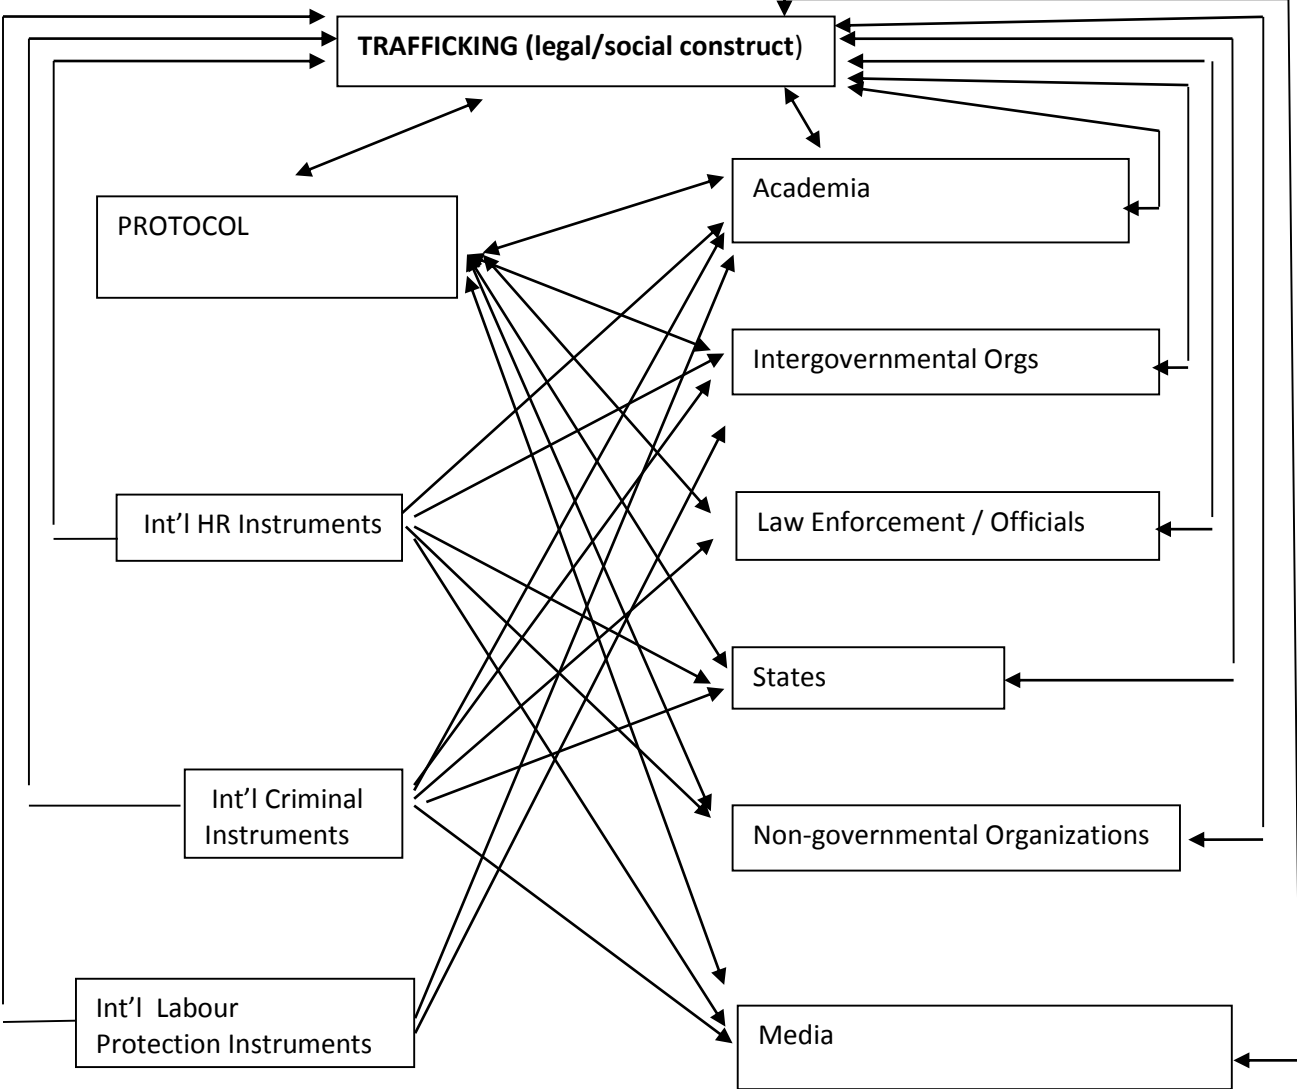 TRAFFICKING (legal/social construct)
Academia
PROTOCOL
Intergovernmental Orgs
Int’l HR Instruments
Law Enforcement / Officials
States
Int’l Criminal
Instruments
Non-governmental Organizations
Int’l  Labour
Protection Instruments
Media